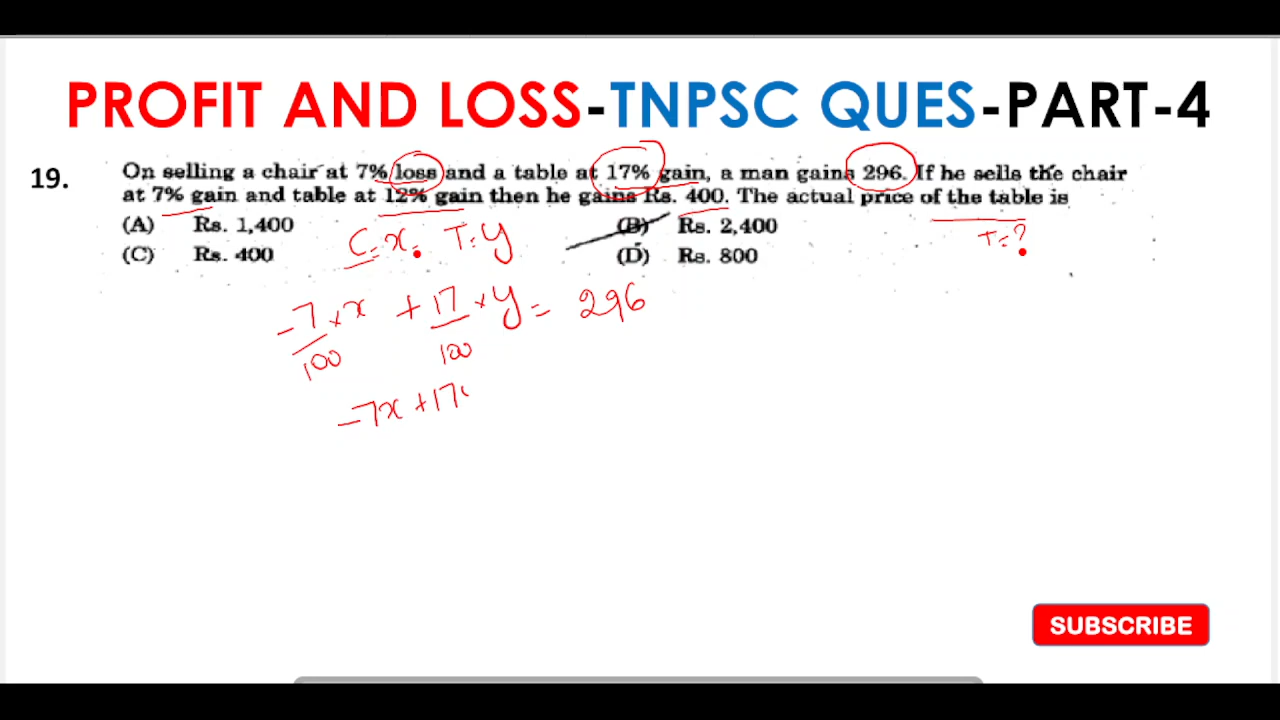 PROFIT AND LOSS-TNPSC QUES-PART-4
19. On selling a chair at 7% loss and a table at 17% gain, a man gains 296. If he sells the chair
at 7% gain and table at 12% gain then he gains Rs. 400. The actual price of the table is
(A) Rs. 1,400 (B) Rs. 2,400
(C) Rs. 400 (D) Rs. 800
C=x T=y
T=?
-7/100 × x + 17/100 × y = 296
-7x + 17
SUBSCRIBE